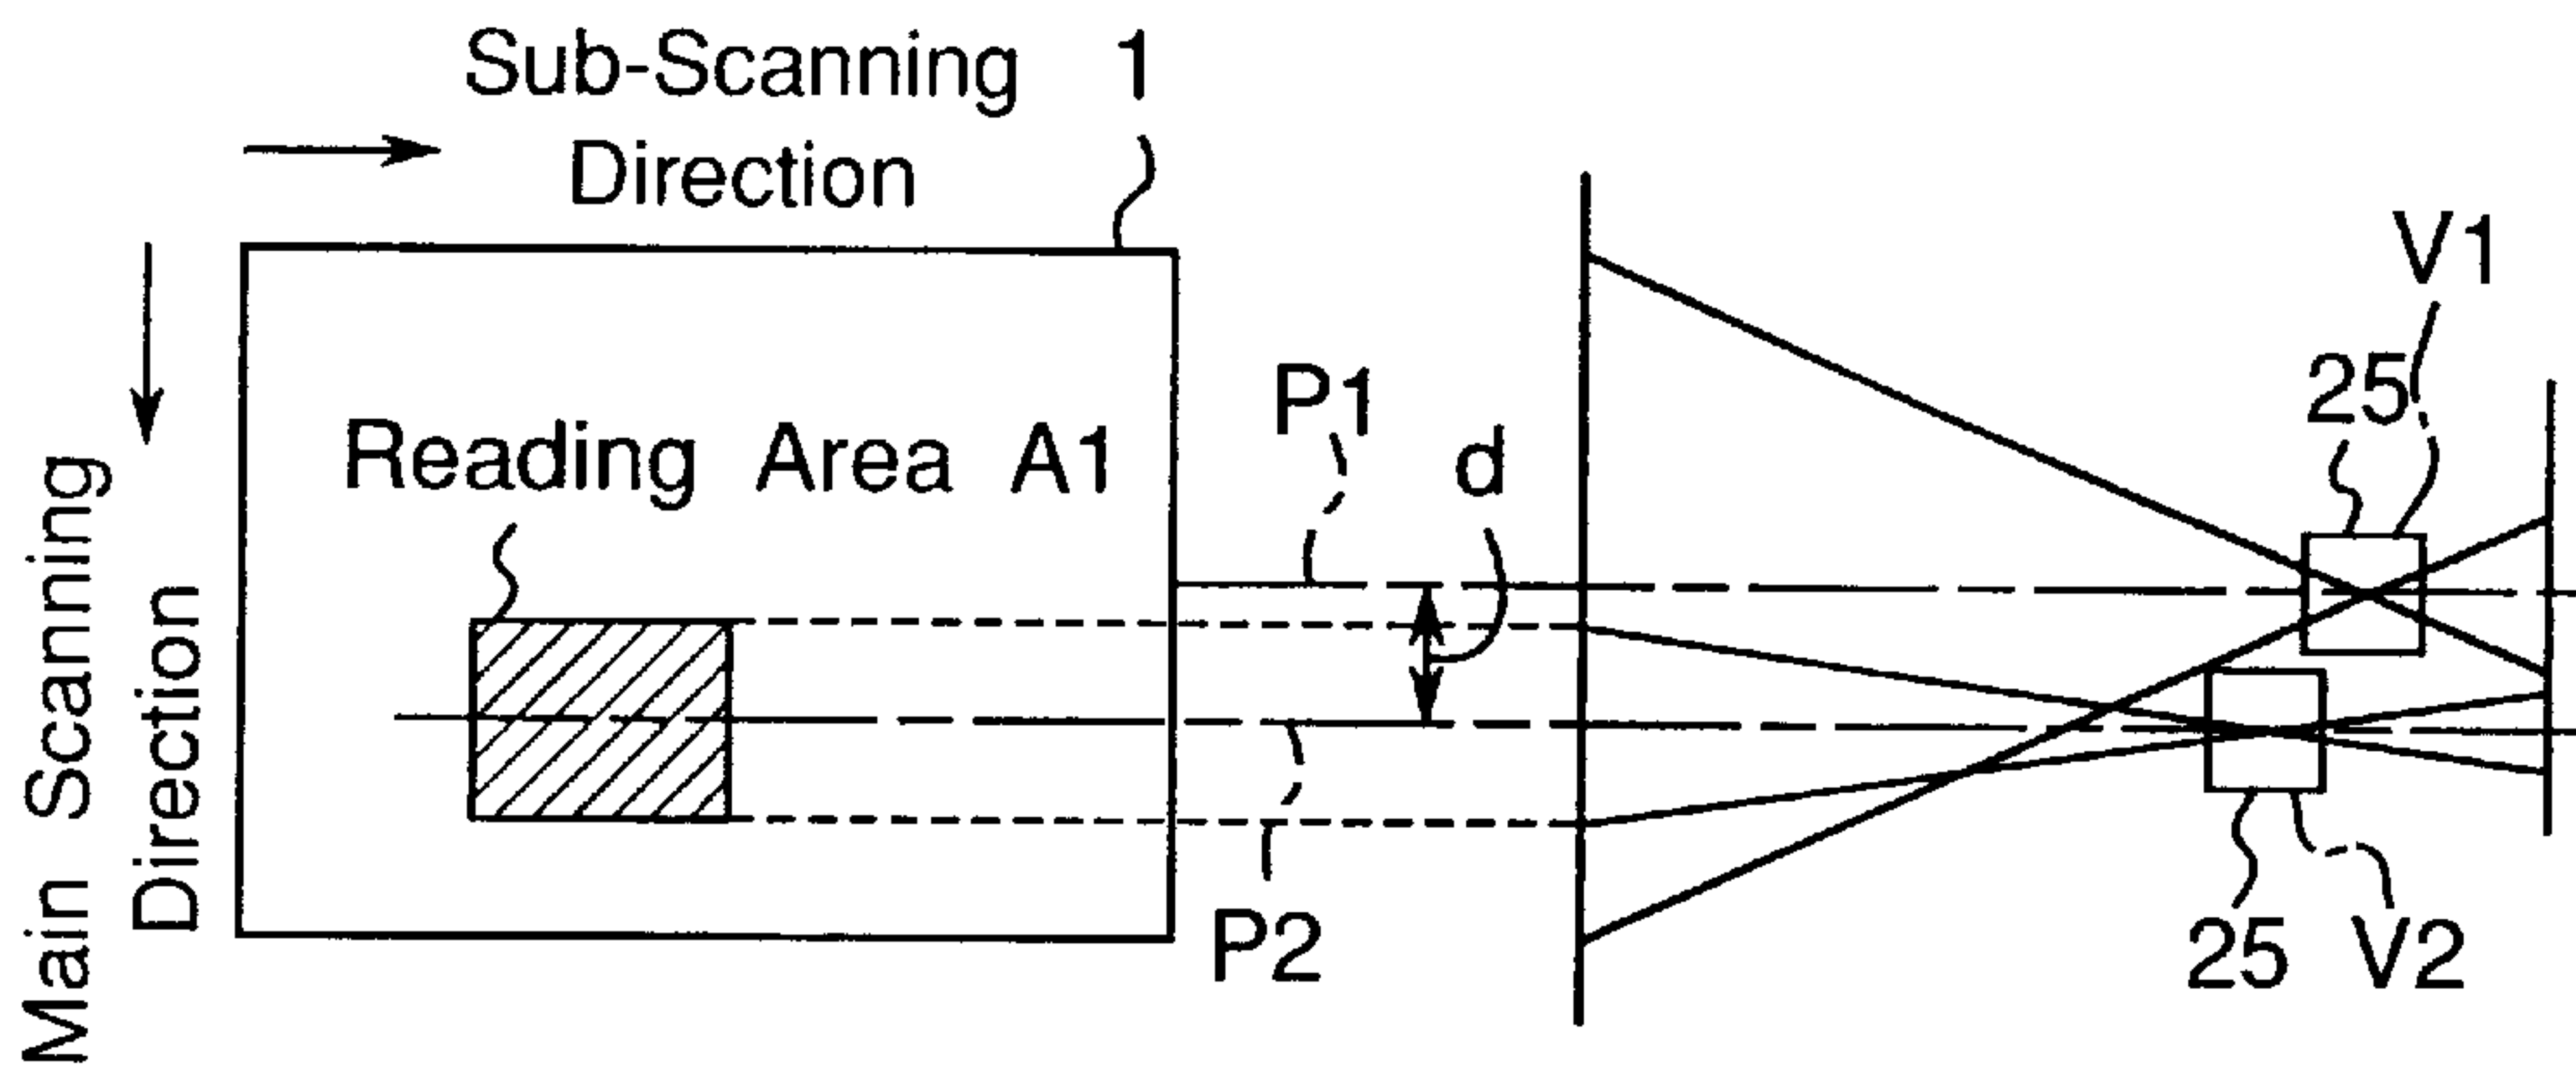 Sub-Scanning
Direction
1
Main Scanning
Direction
Reading Area A1
P1
d
P2
V1
25
25
V2